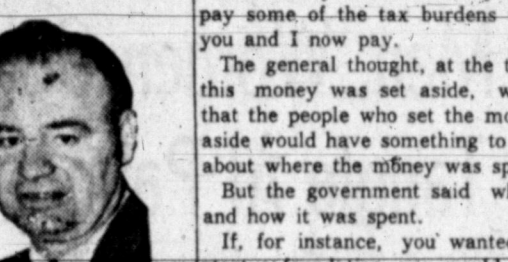 pay some of the tax burdens
you and I now pay.
The general thought, at the
this money was set aside,
that the people who set the
aside would have something to
about where the money was
But the government said
and how it was spent.
If, for instance, you wanted